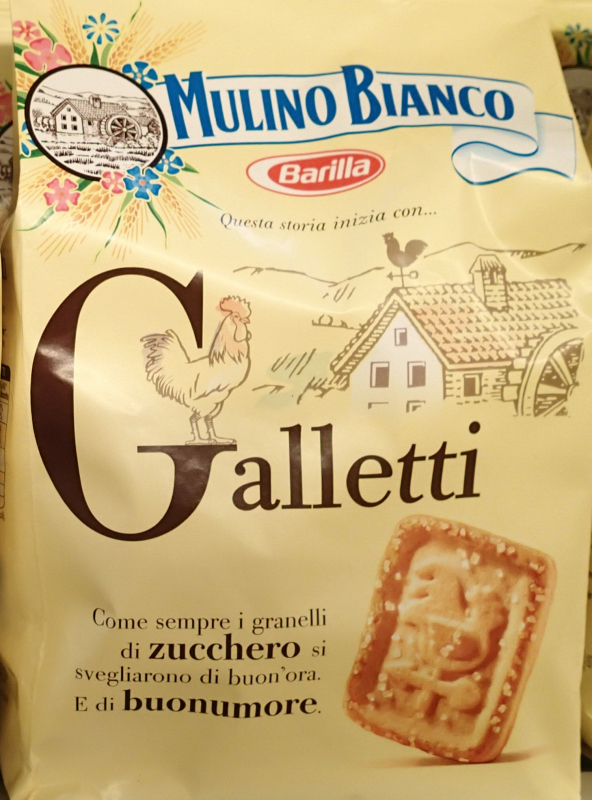 MULINO BIANCO
Barilla
Questa storia inizia con...
Galletti
Come sempre i granelli
di zucchero si
svegliarono di buon'ora.
E di buonumore.